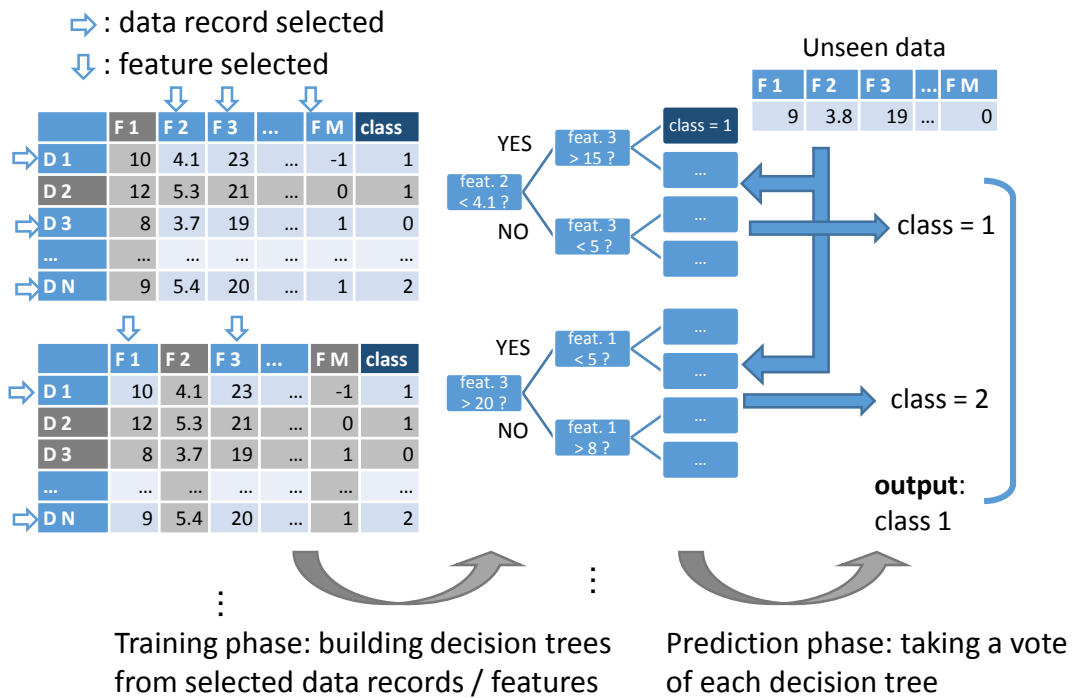 : data record selected
: feature selected
F 1 F 2 F 3 ... F M class
D 1 10 4.1 23 ... -1 1
D 2 12 5.3 21 ... 0 1
D 3 8 3.7 19 ... 1 0
... ... ... ... ... ... ...
D N 9 5.4 20 ... 1 2
F 1 F 2 F 3 ... F M class
D 1 10 4.1 23 ... -1 1
D 2 12 5.3 21 ... 0 1
D 3 8 3.7 19 ... 1 0
... ... ... ... ... ... ...
D N 9 5.4 20 ... 1 2
⋮
Training phase: building decision trees
from selected data records / features
YES
NO
feat. 2
< 4.1 ?
feat. 3
> 15 ?
feat. 3
< 5 ?
class = 1
...
...
...
YES
NO
feat. 3
> 20 ?
feat. 1
< 5 ?
feat. 1
> 8 ?
...
...
...
...
⋮
Unseen data
F 1 F 2 F 3 ... F M
9 3.8 19 ... 0
class = 1
class = 2
output:
class 1
Prediction phase: taking a vote
of each decision tree